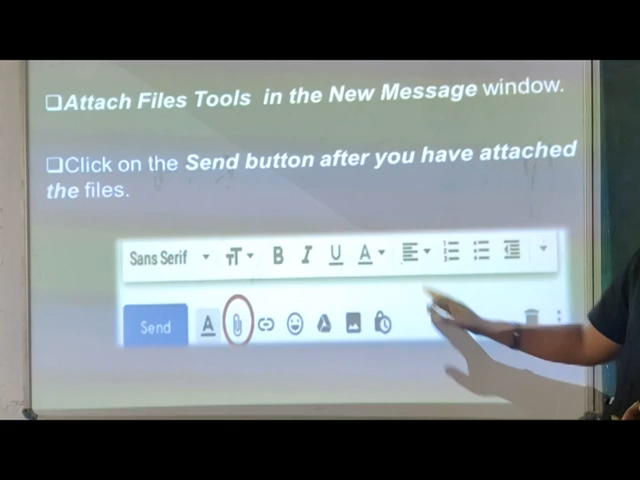 ❑Attach Files Tools in the New Message window.
❑Click on the Send button after you have attached
the files.
Sans Serif
Send